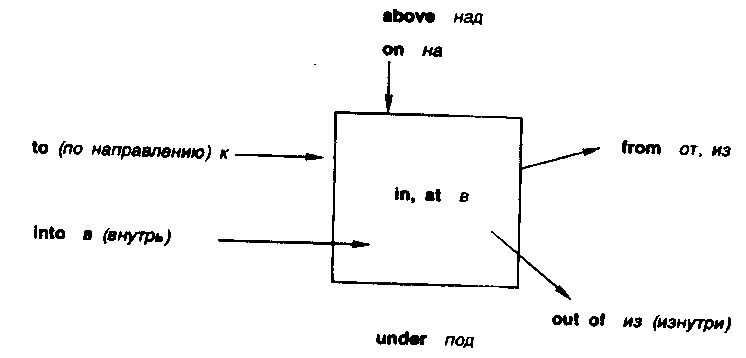 above над
on на
to (по направлению) к
from от, из
in, at в
into в (внутрь)
out of из (изнутри)
under под